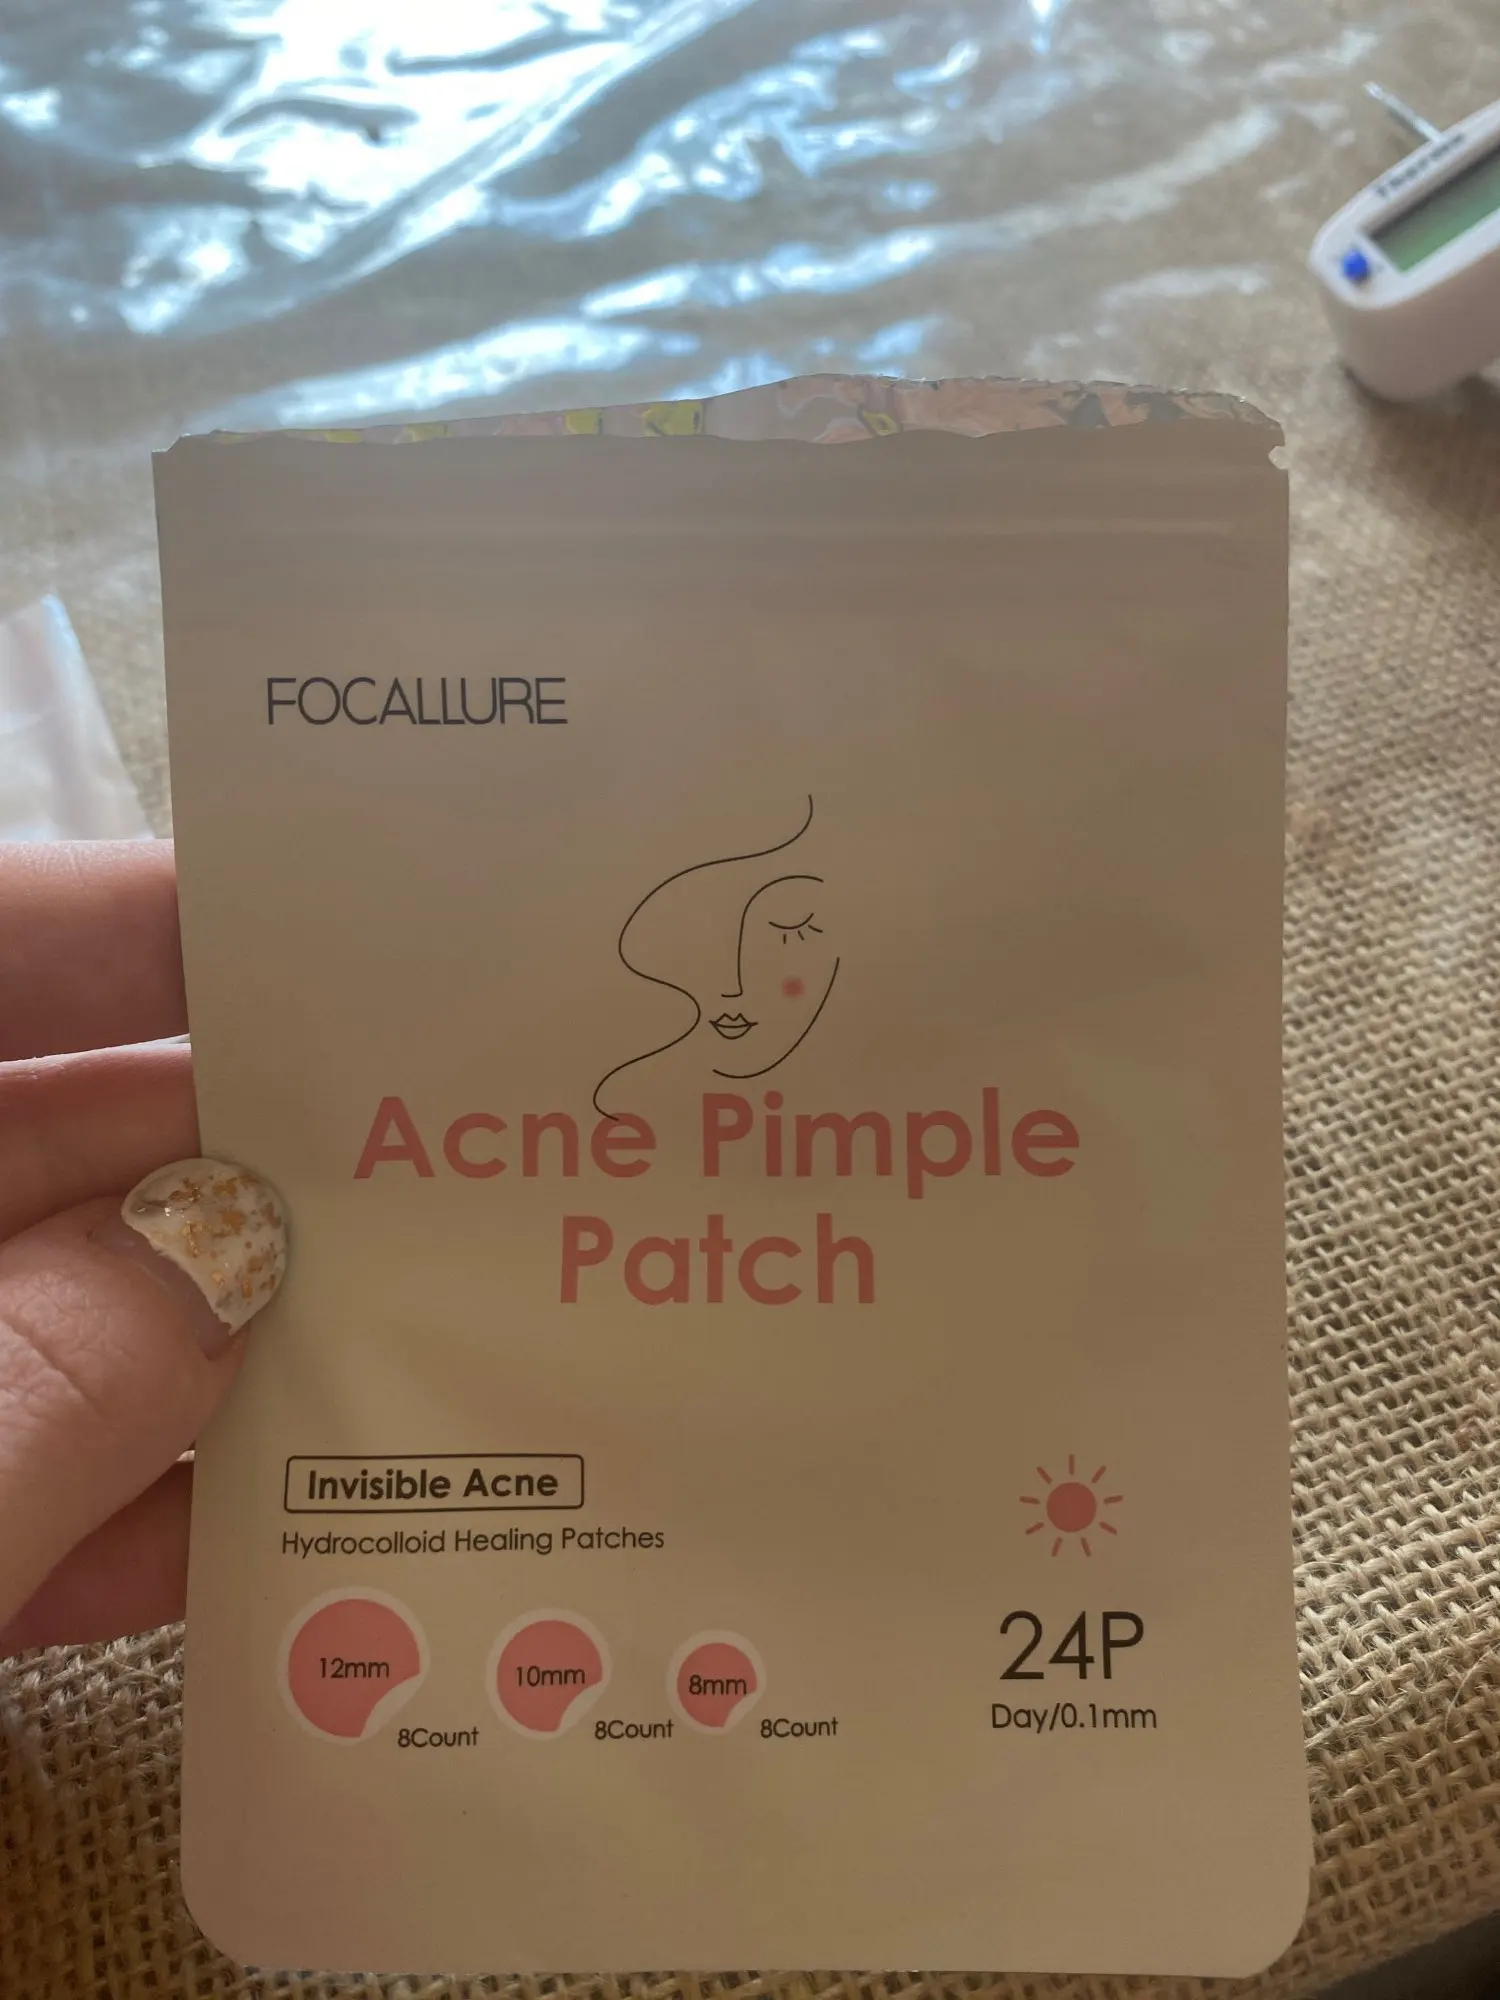 FOCALLURE
Acne Pimple
Patch
Invisible Acne
Hydrocolloid Healing Patches
12mm
8Count
10mm
8Count
8mm
8Count
24P
Day/0.1mm